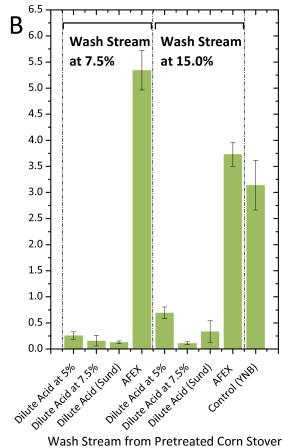 B
6.5
6.0
5.5
5.0
4.5
4.0
3.5
3.0
2.5
2.0
1.5
1.0
0.5
0.0
Wash Stream
at 7.5%
Wash Stream
at 15.0%
Dilute Acid at 5%
Dilute Acid at 7.5%
Dilute Acid (Sund)
AFEX
Dilute Acid at 5%
Dilute Acid at 7.5%
Dilute Acid (Sund)
AFEX
Control (YNB)
Wash Stream from Pretreated Corn Stover